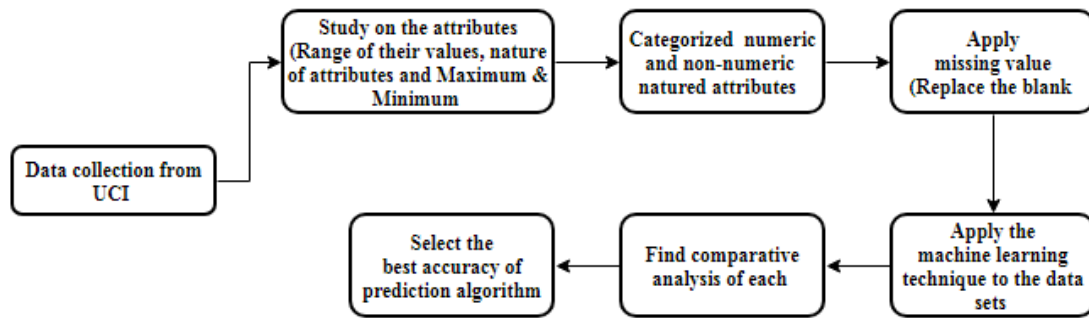 Study on the attributes
(Range of their values, nature
of attributes and Maximum &
Minimum
Categorized numeric
and non-numeric
natured attributes
Apply
missing value
(Replace the blank
Data collection from
UCI
Select the
best accuracy of
prediction algorithm
Find comparative
analysis of each
Apply the
machine learning
technique to the data
sets